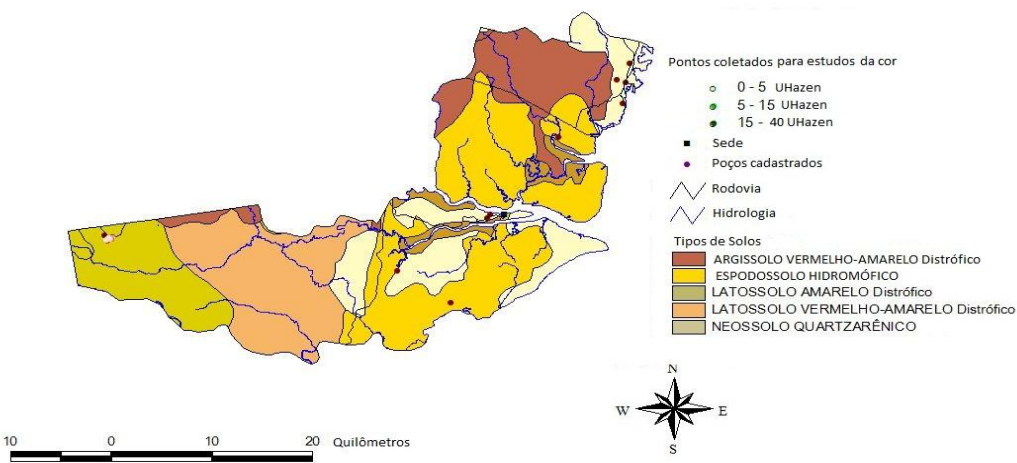 Pontos coletados para estudos da cor
0 - 5 UHazen
5 - 15 UHazen
15 - 40 UHazen
Sede
Poços cadastrados
Rodovia
Hidrologia
Tipos de Solos
ARGISSOLO VERMELHO-AMARELO Distrófico
ESPODOSSOLO HIDROMÓFICO
LATOSSOLO AMARELO Distrófico
LATOSSOLO VERMELHO-AMARELO Distrófico
NEOSSOLO QUARTZARÊNICO
N
W E
S
10 0 10 20 Quilômetros